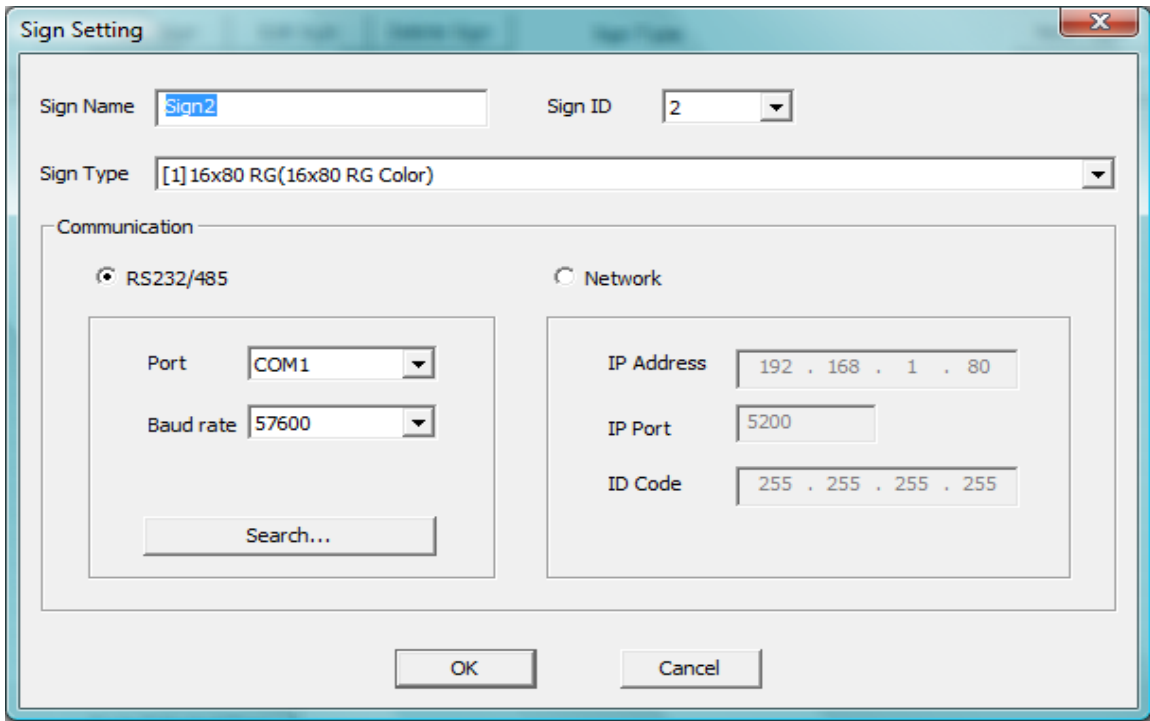 Sign Setting
Sign Name Sign2 Sign ID 2
Sign Type [1]16x80 RG(16x80 RG Color)
Communication
RS232/485 Network
Port COM1 IP Address 192 . 168 . 1 . 80
Baud rate 57600 IP Port 5200
ID Code 255 . 255 . 255 . 255
Search...
OK Cancel